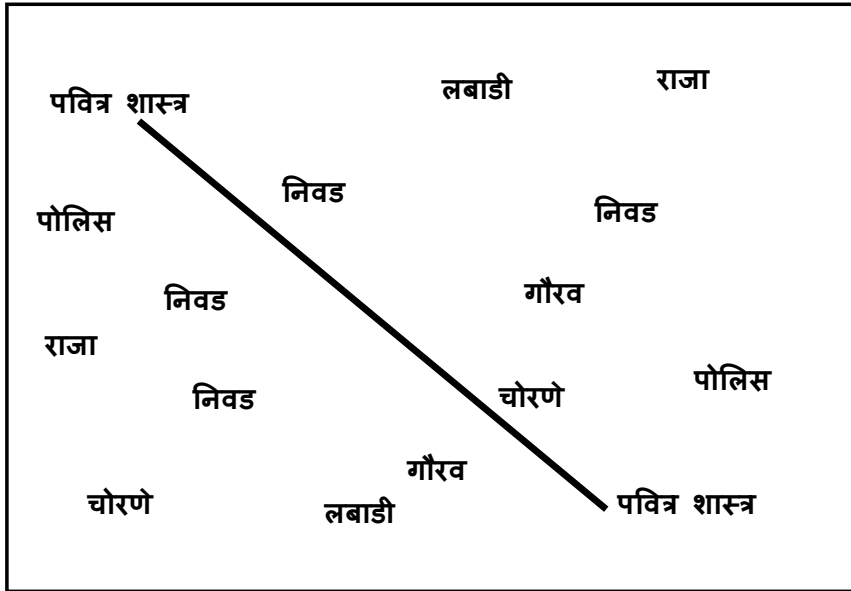 पवित्र शास्त्र
लबाडी
राजा
निवड
निवड
पोलिस
निवड
गौरव
राजा
निवड
चोरणे
पोलिस
गौरव
चोरणे
लबाडी
पवित्र शास्त्र